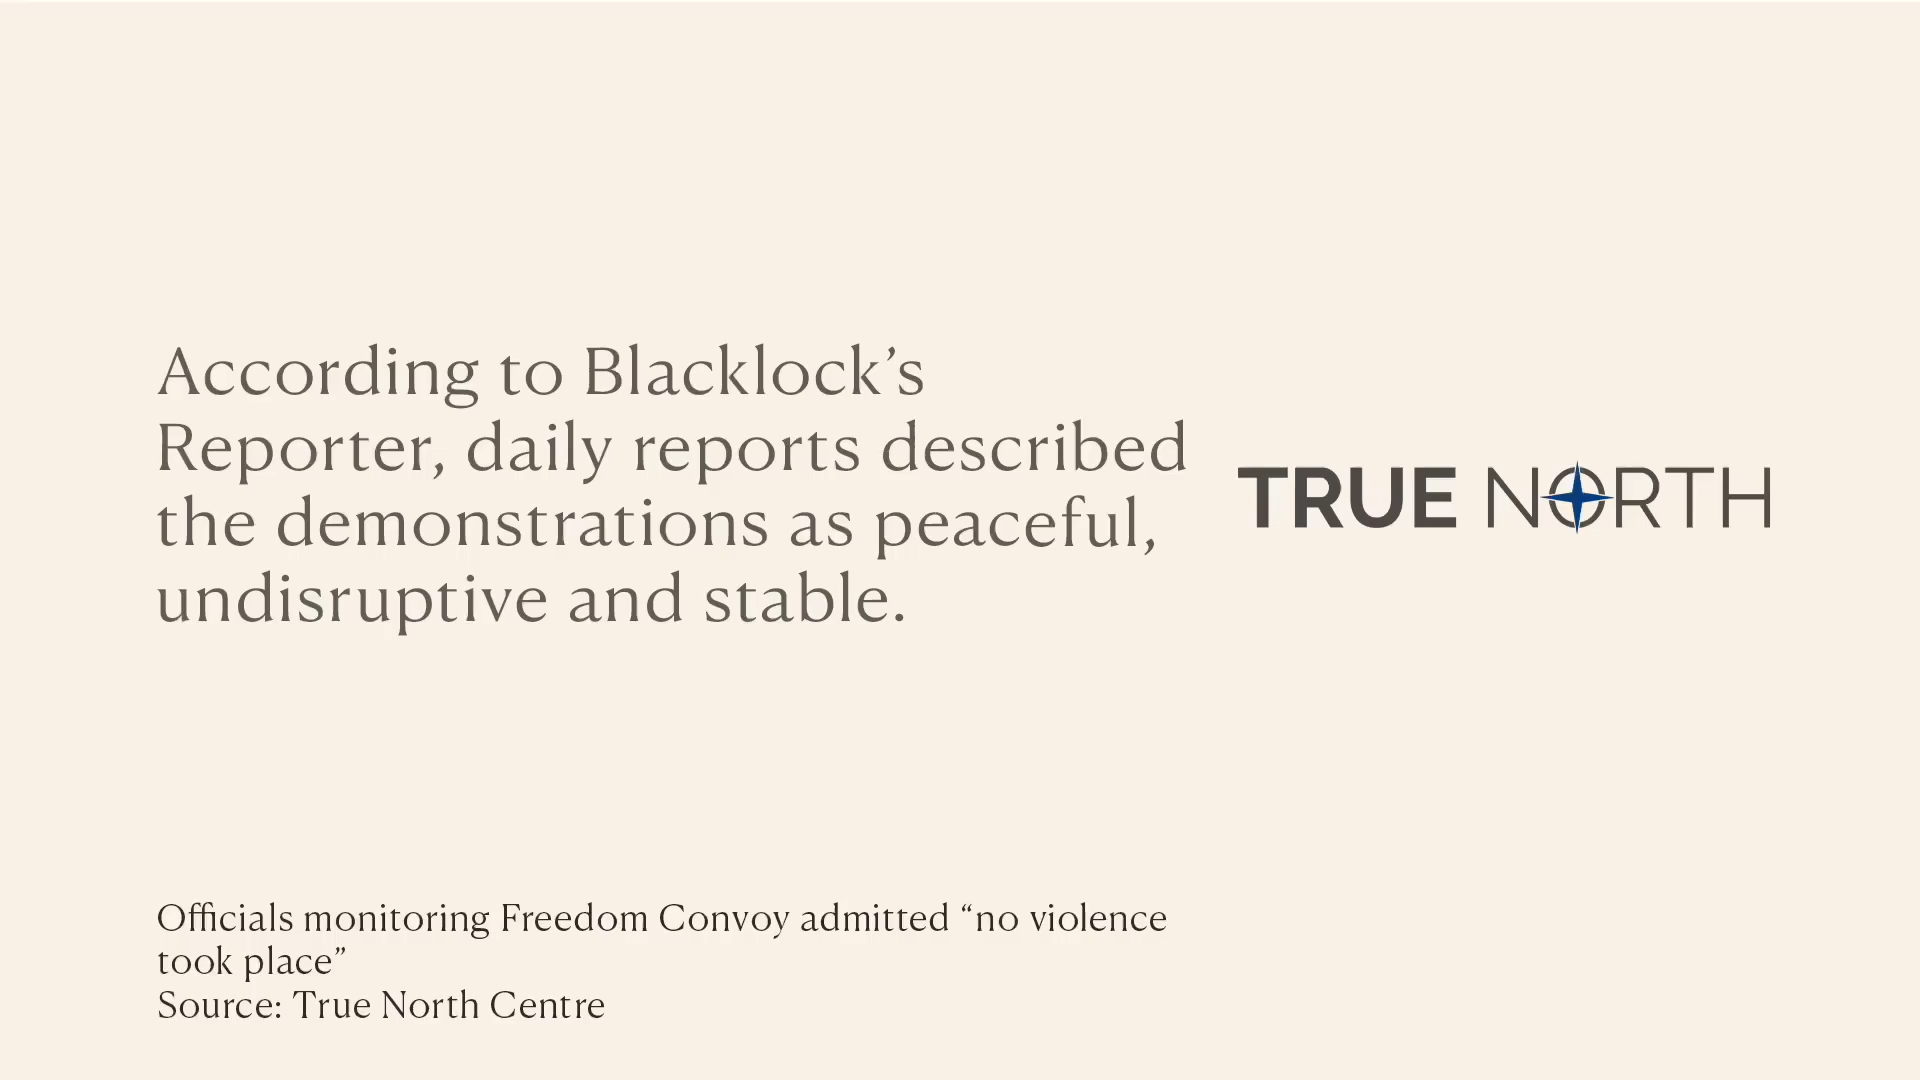 According to Blacklock’s
Reporter, daily reports described
the demonstrations as peaceful,
undisruptive and stable.
TRUE NORTH
Officials monitoring Freedom Convoy admitted “no violence
took place”
Source: True North Centre